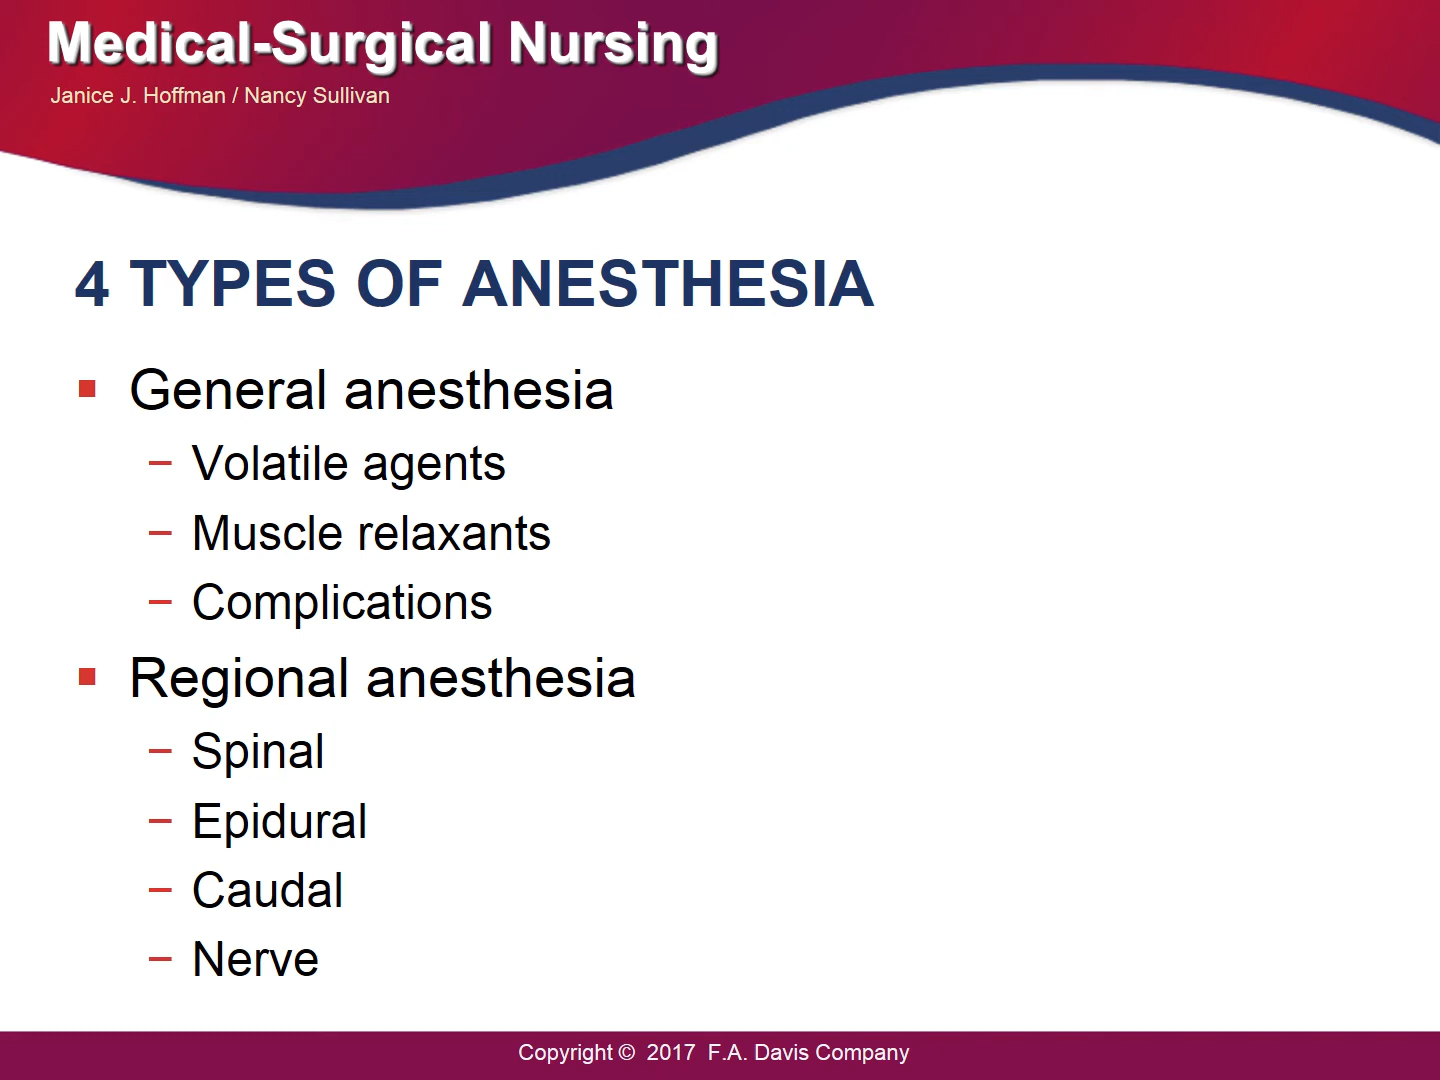 Medical-Surgical Nursing
Janice J. Hoffman / Nancy Sullivan
4 TYPES OF ANESTHESIA
▪ General anesthesia
– Volatile agents
– Muscle relaxants
– Complications
▪ Regional anesthesia
– Spinal
– Epidural
– Caudal
– Nerve
Copyright © 2017 F.A. Davis Company